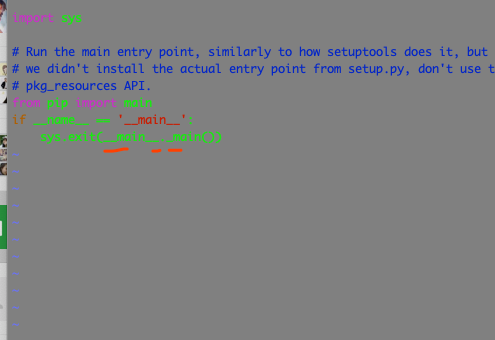 import sys
# Run the main entry point, similarly to how setuptools does it, but
# we didn't install the actual entry point from setup.py, don't use t
# pkg_resources API.
from pip import main
if __name__ == '__main__':
    sys.exit(__main__._main())
~
~
~
~
~
~
~
~
~
~
~